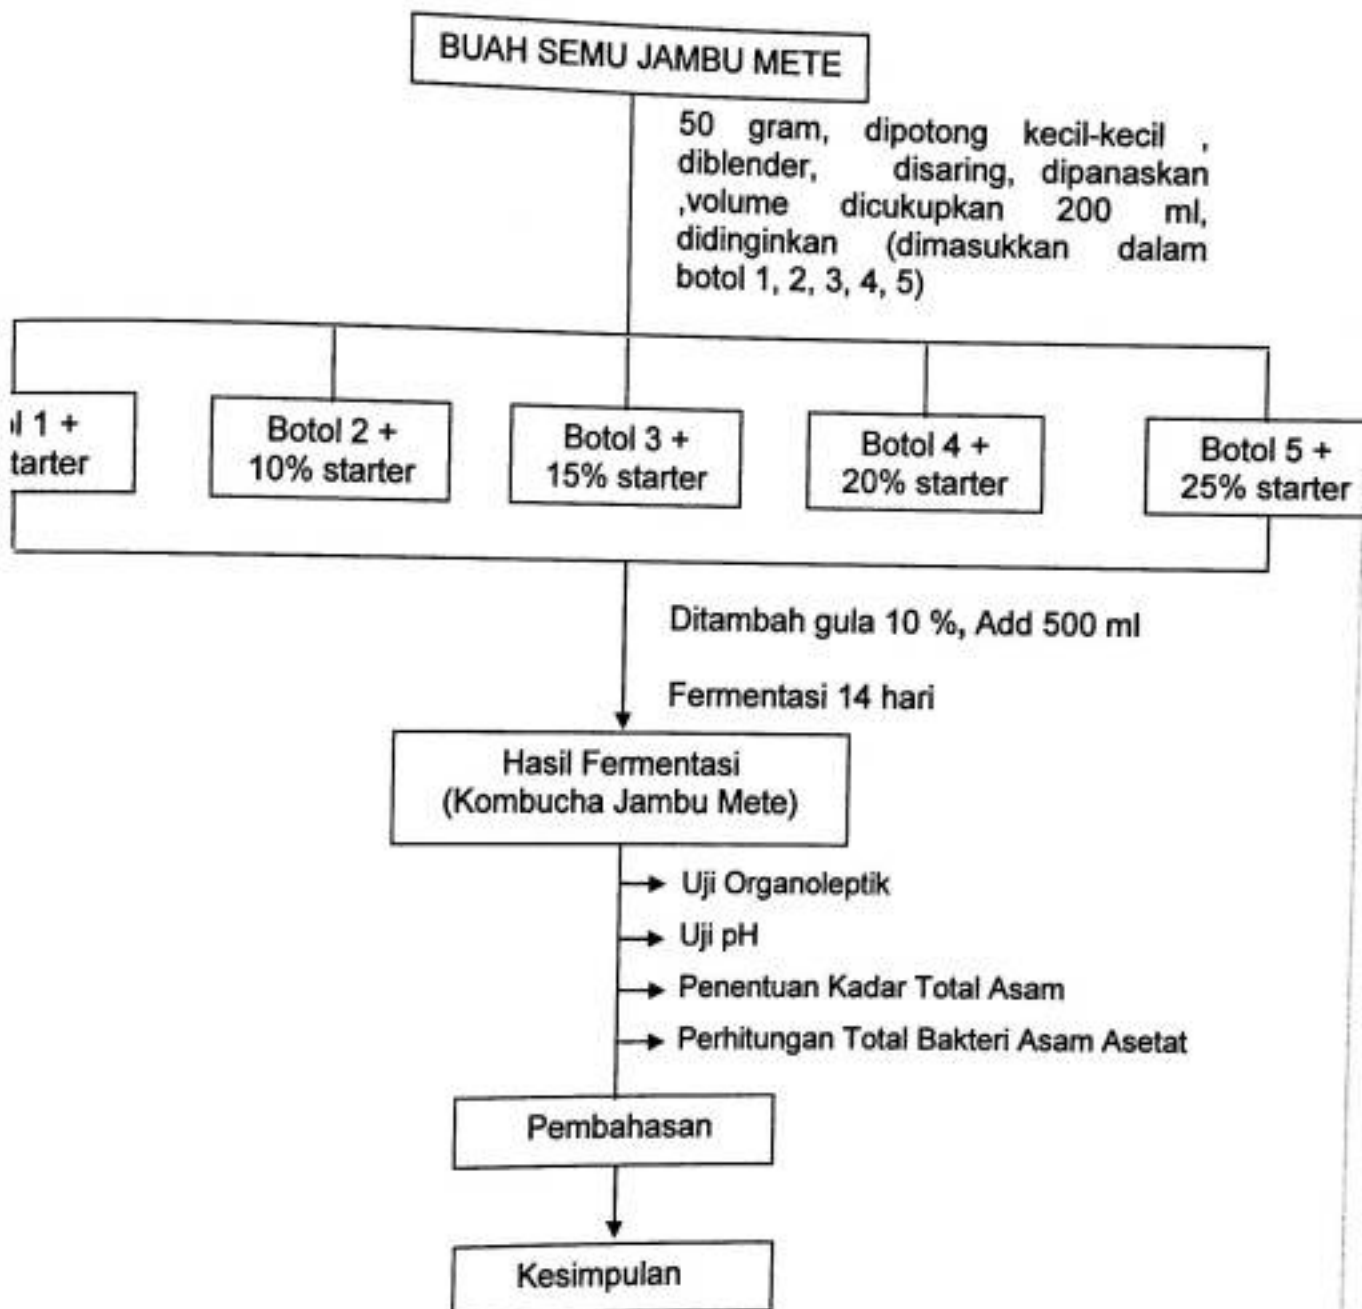 BUAH SEMU JAMBU METE
50 gram, dipotong kecil-kecil ,
diblender, disaring, dipanaskan
,volume dicukupkan 200 ml,
didinginkan (dimasukkan dalam
botol 1, 2, 3, 4, 5)
1 +
Botol 2 +
10% starter
Botol 3 +
15% starter
Botol 4 +
20% starter
Botol 5 +
25% starter
Ditambah gula 10 %, Add 500 ml
Fermentasi 14 hari
Hasil Fermentasi
(Kombucha Jambu Mete)
Uji Organoleptik
Uji pH
Penentuan Kadar Total Asam
Perhitungan Total Bakteri Asam Asetat
Pembahasan
Kesimpulan